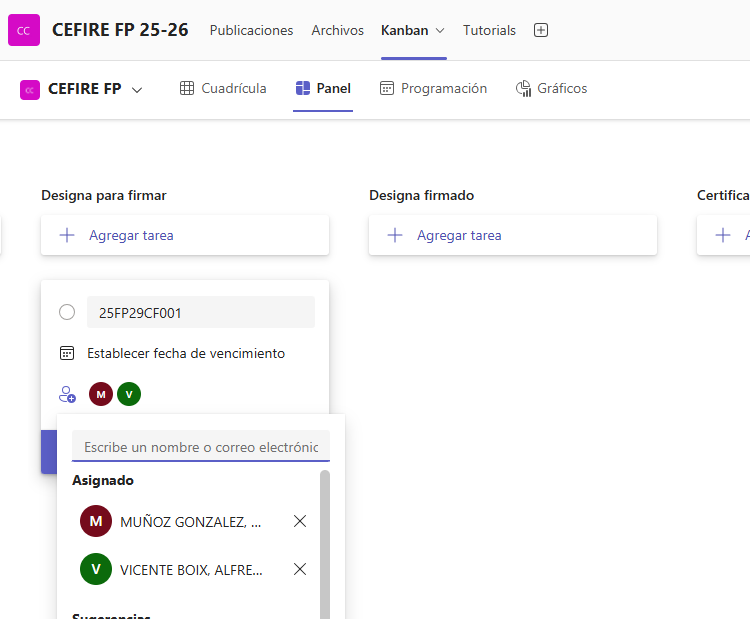 CC CEFIRE FP 25-26 Publicaciones Archivos Kanban Tutorials
CC CEFIRE FP Cuadrícula Panel Programación Gráficos
Designa para firmar Designa firmado Certifica
Agregar tarea Agregar tarea A
25FP29CF001
Establecer fecha de vencimiento
M V
Escribe un nombre o correo electrónic
Asignado
M MUÑOZ GONZALEZ, ...
V VICENTE BOIX, ALFRE...
Sugerencias